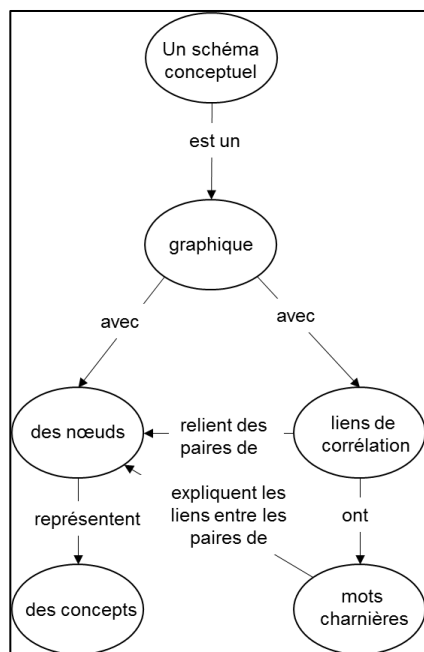 Un schéma
conceptuel
est un
graphique
avec
avec
des nœuds
relient des
paires de
liens de
corrélation
représentent
expliquent les
liens entre les
paires de
ont
des concepts
mots
charnières